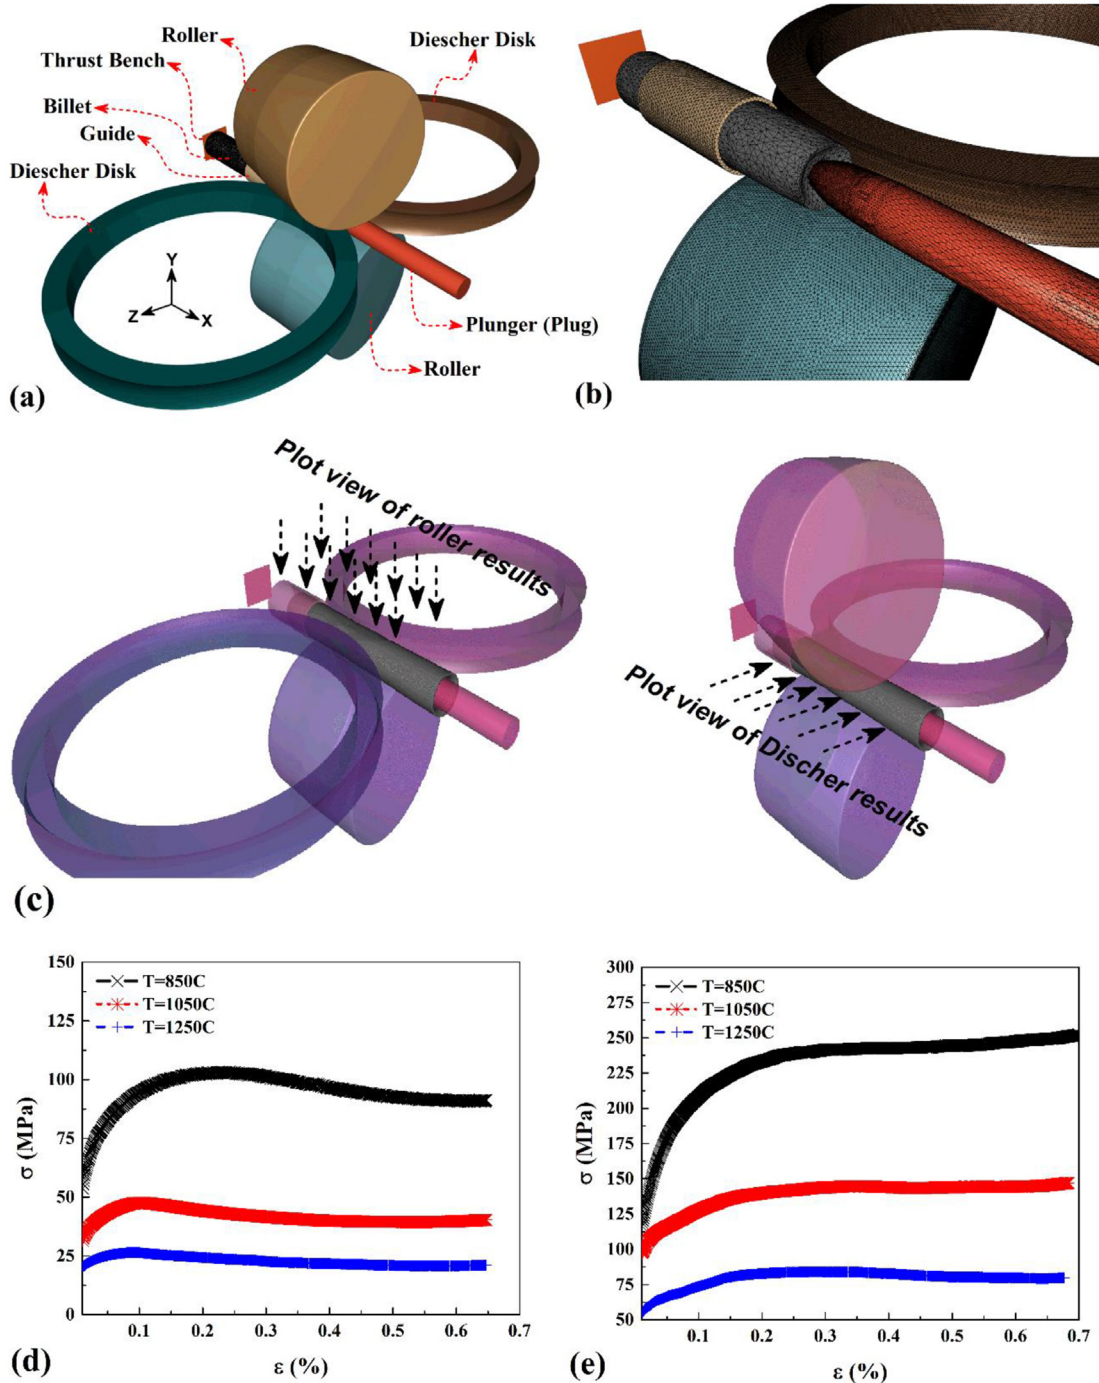 Roller
Diescher Disk
Thrust Bench
Billet
Guide
Diescher Disk
Y
Z
X
Plunger (Plug)
Roller
(a)
(b)
Plot view of roller results
Plot view of Discher results
(c)
150
T=850C
T=1050C
T=1250C
125
100
75
50
25
0
σ (MPa)
0.1 0.2 0.3 0.4 0.5 0.6 0.7
ε (%)
(d)
300
T=850C
T=1050C
T=1250C
250
225
200
175
150
125
100
75
50
σ (MPa)
0.1 0.2 0.3 0.4 0.5 0.6 0.7
ε (%)
(e)